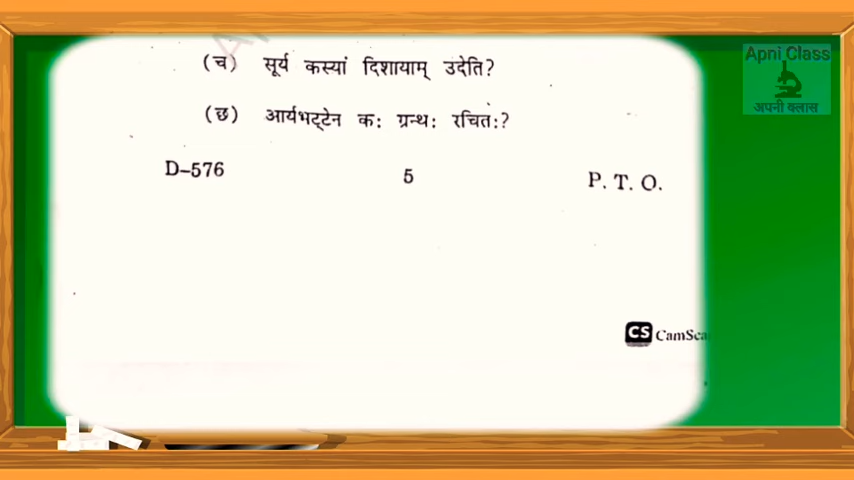 Apni Class
अपनी क्लास
(च) सूर्य कस्यां दिशायाम् उदेति?
(छ) आर्यभट्टेन क: ग्रन्थ: रचित:?
D–576 5 P. T. O.
CS CamSca